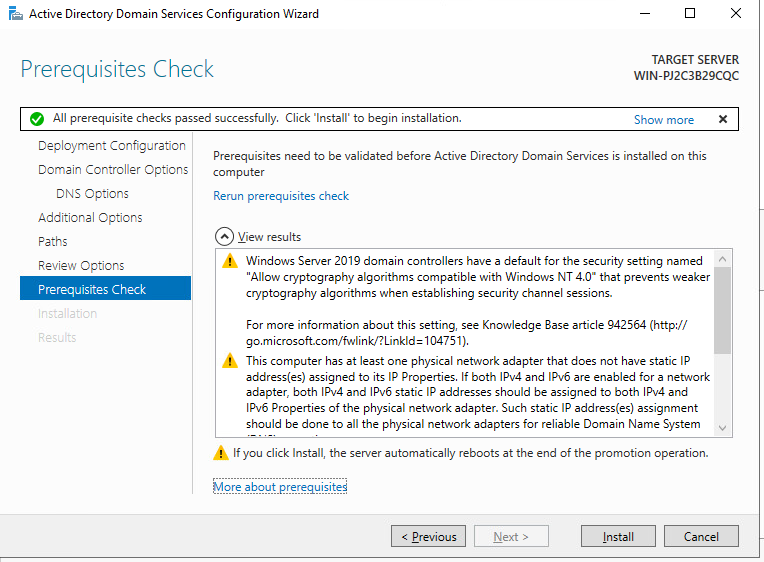 Active Directory Domain Services Configuration Wizard
Prerequisites Check
TARGET SERVER
WIN-PJ2C3B29CQC
All prerequisite checks passed successfully.  Click 'Install' to begin installation.
Show more
Deployment Configuration
Domain Controller Options
DNS Options
Additional Options
Paths
Review Options
Prerequisites Check
Installation
Results
Prerequisites need to be validated before Active Directory Domain Services is installed on this
computer
Rerun prerequisites check
View results
Windows Server 2019 domain controllers have a default for the security setting named
"Allow cryptography algorithms compatible with Windows NT 4.0" that prevents weaker
cryptography algorithms when establishing security channel sessions.
For more information about this setting, see Knowledge Base article 942564 (http://
go.microsoft.com/fwlink/?LinkId=104751).
This computer has at least one physical network adapter that does not have static IP
address(es) assigned to its IP Properties. If both IPv4 and IPv6 are enabled for a network
adapter, both IPv4 and IPv6 static IP addresses should be assigned to both IPv4 and
IPv6 Properties of the physical network adapter. Such static IP address(es) assignment
should be done to all the physical network adapters for reliable Domain Name System
If you click Install, the server automatically reboots at the end of the promotion operation.
More about prerequisites
< Previous
Next >
Install
Cancel